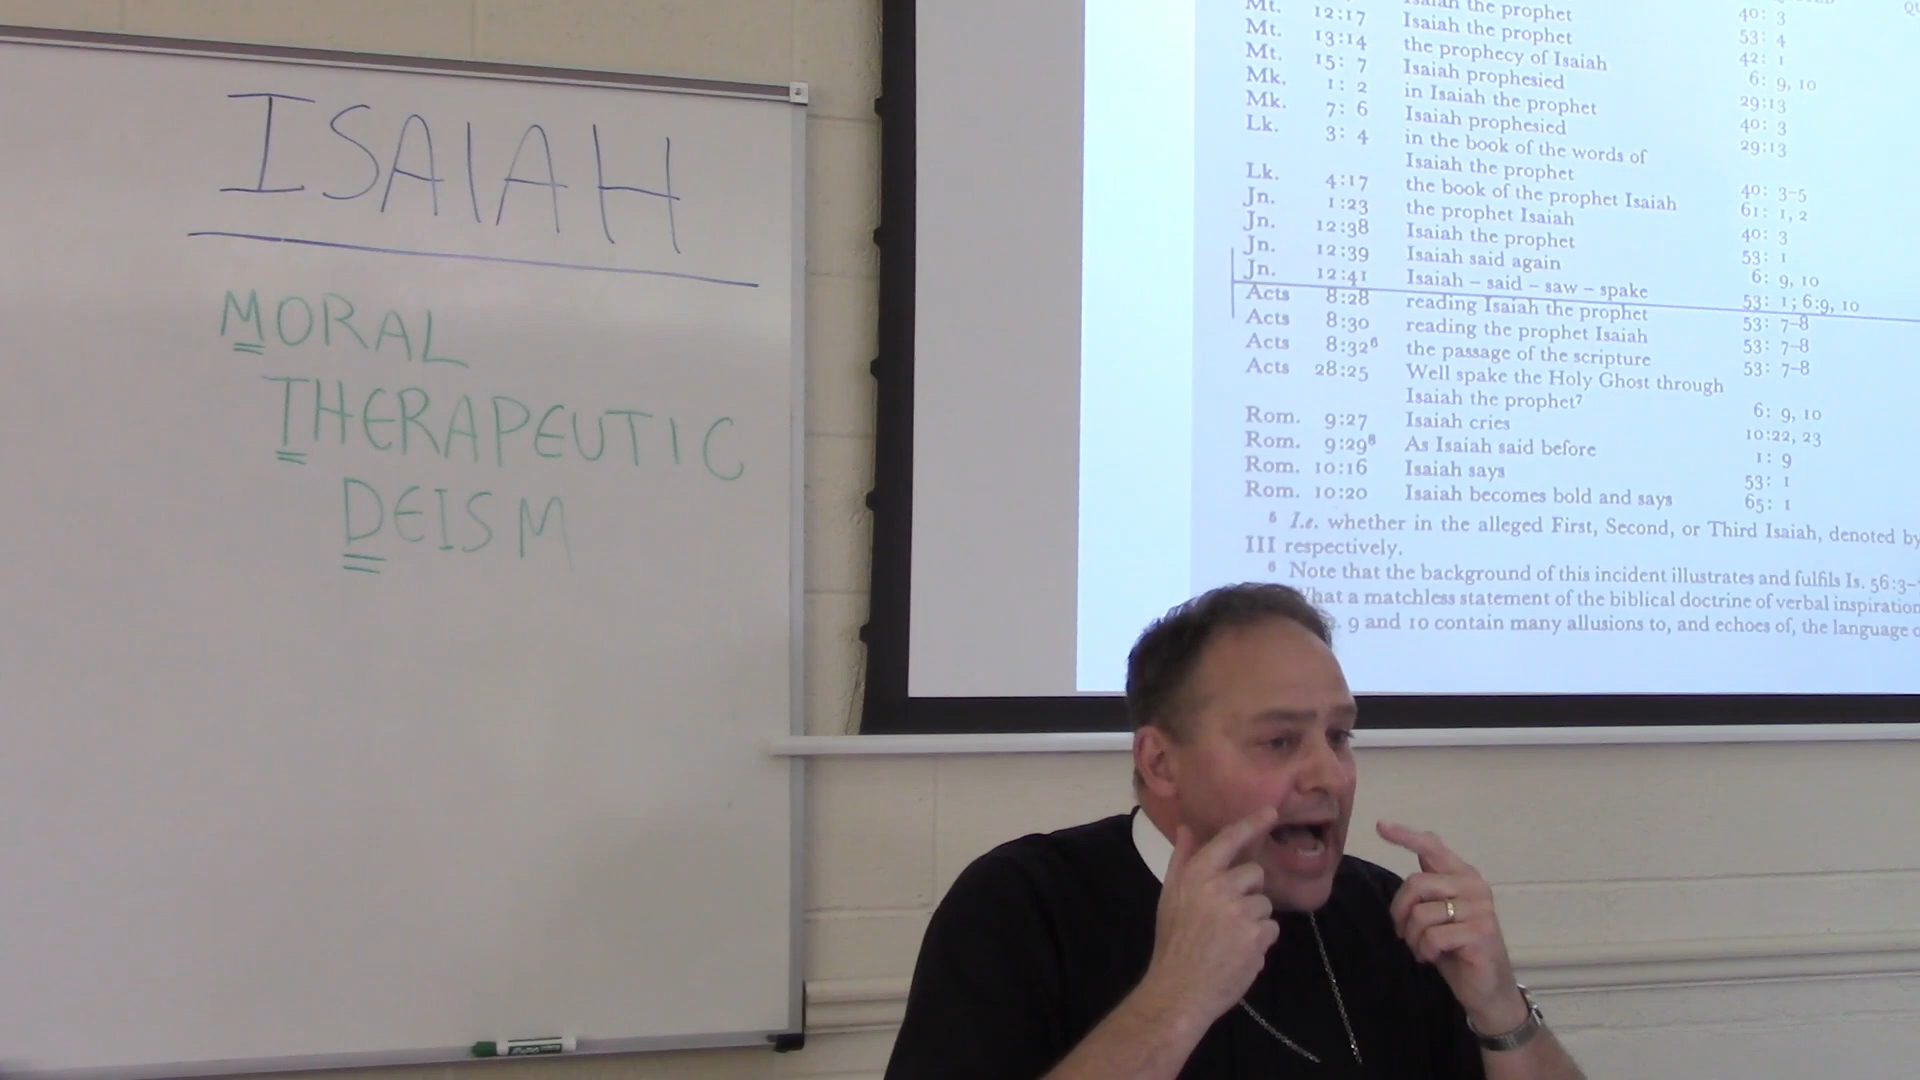 ISAIAH
MORAL
THERAPEUTIC
DEISM
40: 3
the prophet 53: 4
Mt. 12:17 Isaiah the prophet 42: 1
Mt. 13:14 the prophecy of Isaiah 6: 9, 10
Mt. 15: 7 Isaiah prophesied 29:13
Mk. 1: 2 in Isaiah the prophet 40: 3
Mk. 7: 6 Isaiah prophesied 29:13
Lk. 3: 4 in the book of the words of
Isaiah the prophet 40: 3–5
Lk. 4:17 the book of the prophet Isaiah 61: 1, 2
Jn. 1:23 the prophet Isaiah 40: 3
Jn. 12:38 Isaiah the prophet 53: 1
Jn. 12:39 Isaiah said again 6: 9, 10
Jn. 12:41 Isaiah – said – saw – spake 53: 1; 6:9, 10
Acts 8:28 reading Isaiah the prophet 53: 7–8
Acts 8:30 reading the prophet Isaiah 53: 7–8
Acts 8:32⁶ the passage of the scripture 53: 7–8
Acts 28:25 Well spake the Holy Ghost through
Isaiah the prophet⁷ 6: 9, 10
Rom. 9:27 Isaiah cries 10:22, 23
Rom. 9:29⁸ As Isaiah said before 1: 9
Rom. 10:16 Isaiah says 53: 1
Rom. 10:20 Isaiah becomes bold and says 65: 1
⁵ I.e. whether in the alleged First, Second, or Third Isaiah, denoted by
III respectively.
⁶ Note that the background of this incident illustrates and fulfils Is. 56:3–
What a matchless statement of the biblical doctrine of verbal inspiration
9 and 10 contain many allusions to, and echoes of, the language